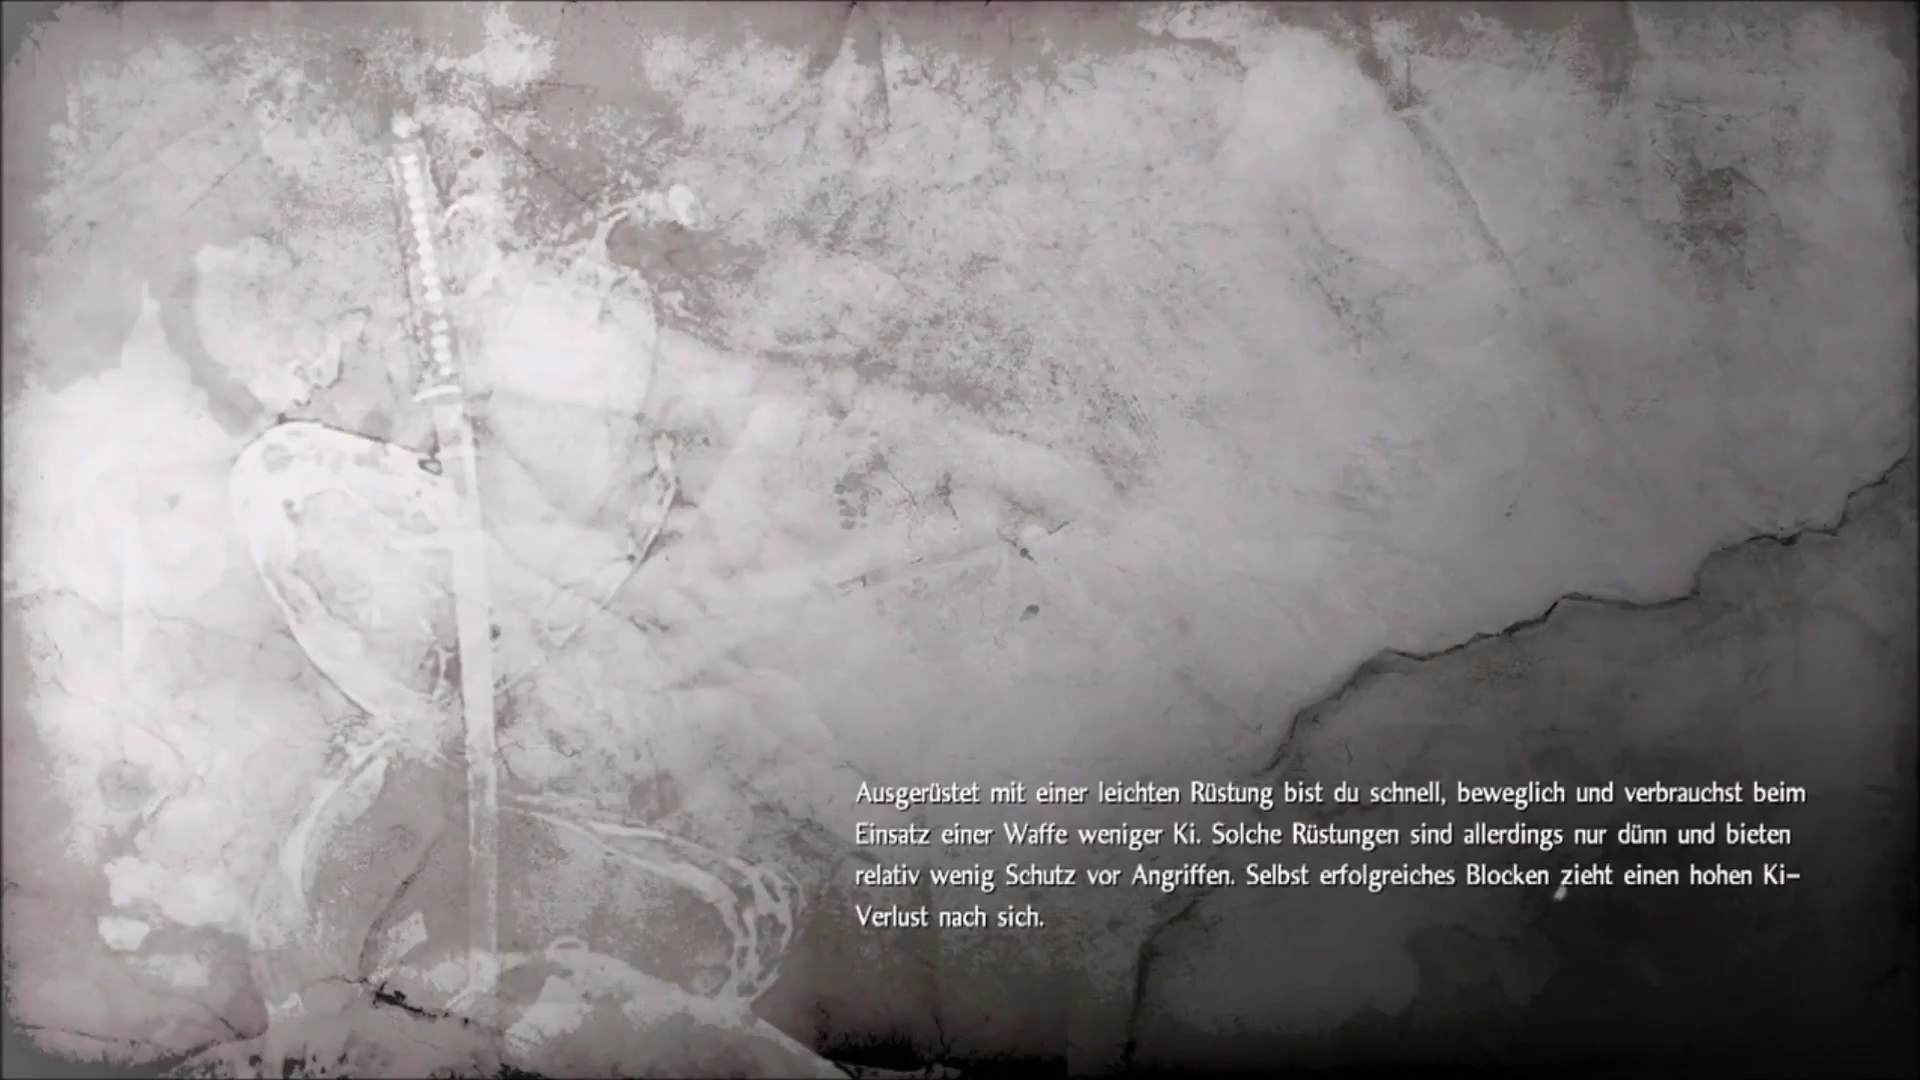 Ausgerüstet mit einer leichten Rüstung bist du schnell, beweglich und verbrauchst beim
Einsatz einer Waffe weniger Ki. Solche Rüstungen sind allerdings nur dünn und bieten
relativ wenig Schutz vor Angriffen. Selbst erfolgreiches Blocken zieht einen hohen Ki-
Verlust nach sich.